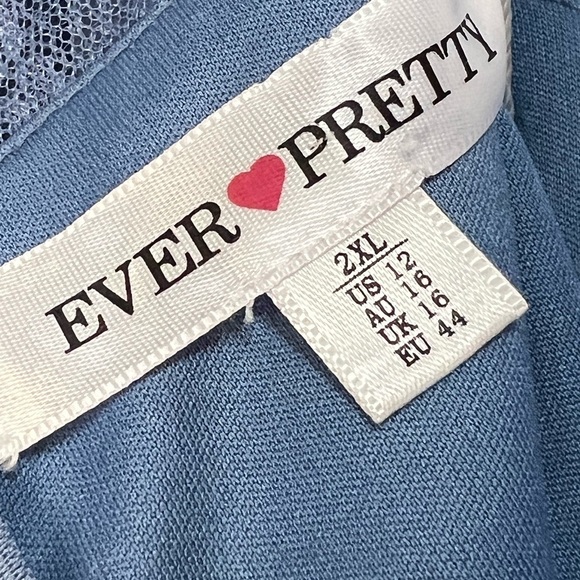 EVER PRETTY
2XL
US 12
AU 16
UK 16
EU 44